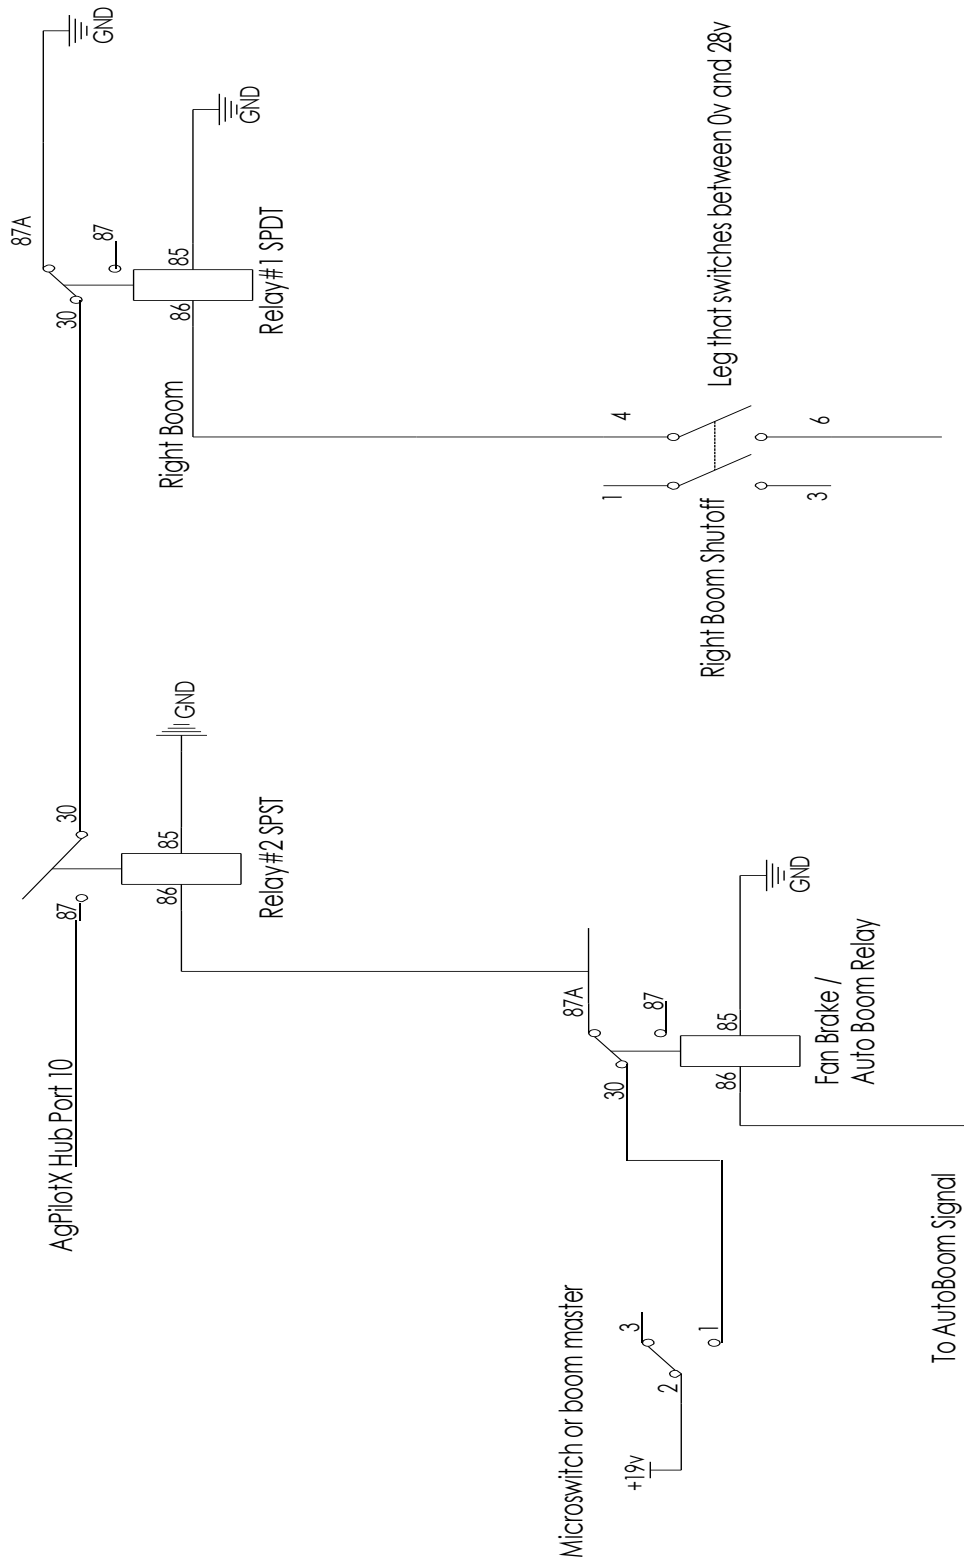 AgPilotX Hub Port 10
87
30
86
85
GND
Relay#2 SPST
30
87A
GND
87
86
85
GND
Relay#1 SPDT
Right Boom
Microswitch or boom master
+19v
2
3
1
30
87A
87
86
85
GND
Fan Brake /
Auto Boom Relay
To AutoBoom Signal
1
4
Right Boom Shutoff
3
6
Leg that switches between 0v and 28v